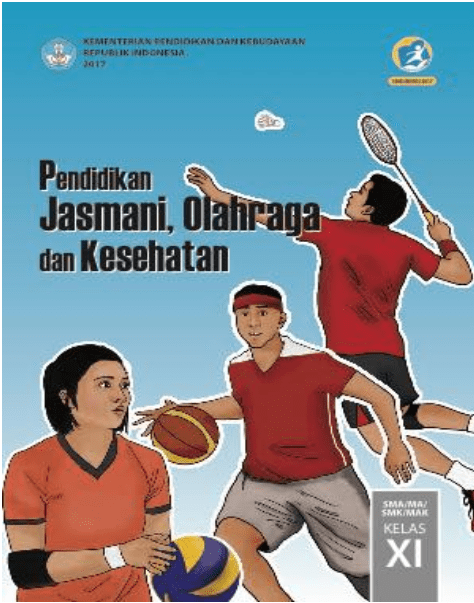 KEMENTERIAN PENDIDIKAN DAN KEBUDAYAAN
REPUBLIK INDONESIA
2017
Pendidikan
Jasmani, Olahraga
dan Kesehatan
SMA/MA/
SMK/MAK
KELAS
XI